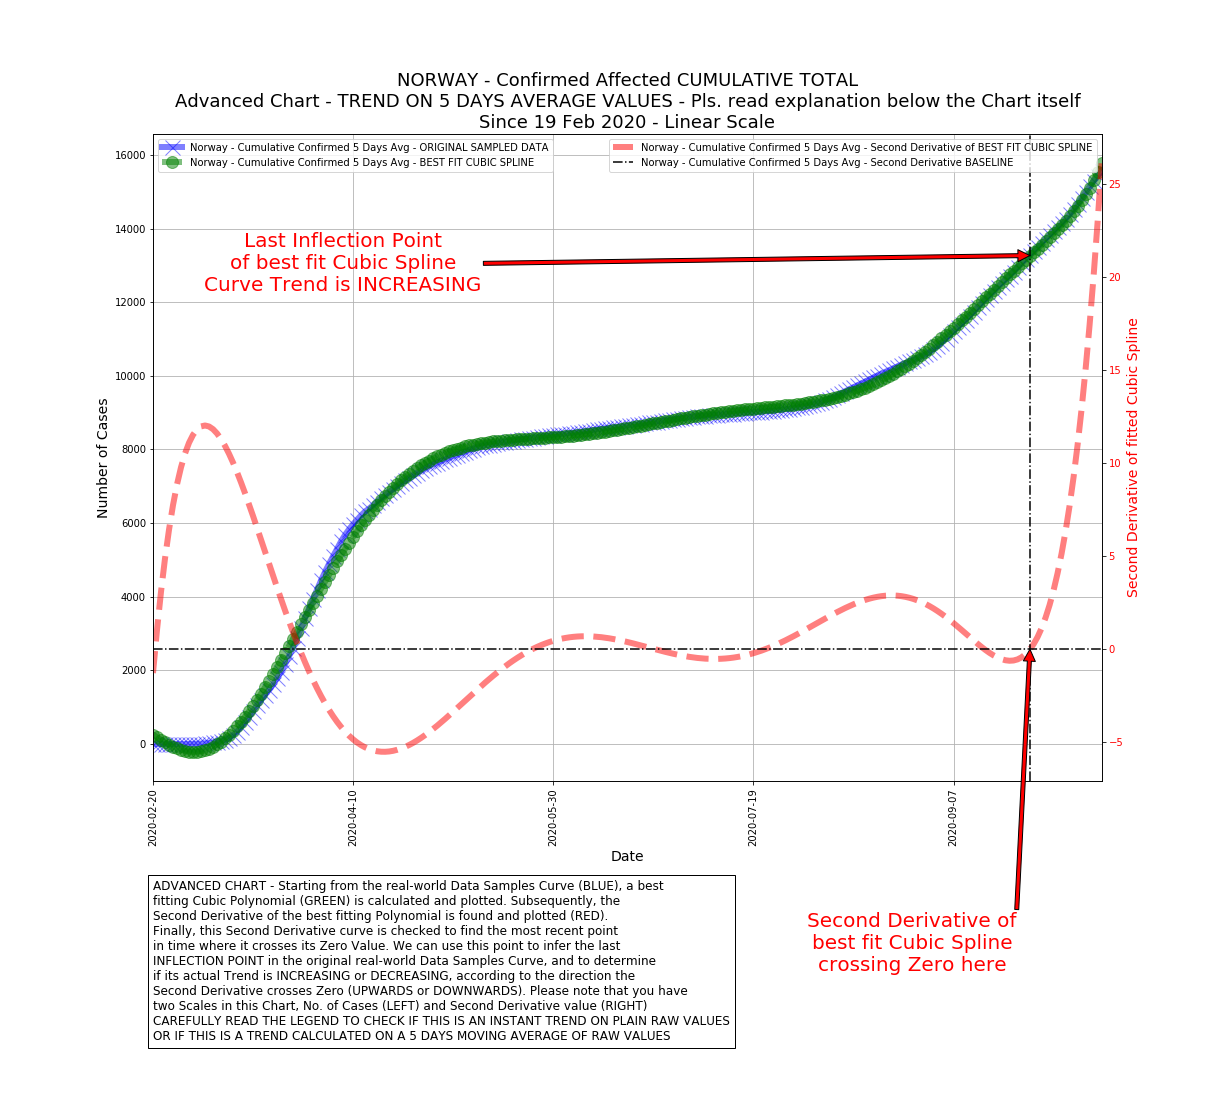 NORWAY - Confirmed Affected CUMULATIVE TOTAL
Advanced Chart - TREND ON 5 DAYS AVERAGE VALUES - Pls. read explanation below the Chart itself
Since 19 Feb 2020 - Linear Scale
Norway - Cumulative Confirmed 5 Days Avg - ORIGINAL SAMPLED DATA
Norway - Cumulative Confirmed 5 Days Avg - BEST FIT CUBIC SPLINE
Norway - Cumulative Confirmed 5 Days Avg - Second Derivative of BEST FIT CUBIC SPLINE
Norway - Cumulative Confirmed 5 Days Avg - Second Derivative BASELINE
16000
14000
12000
10000
8000
6000
4000
2000
0
Number of Cases
Last Inflection Point
of best fit Cubic Spline
Curve Trend is INCREASING
25
20
15
10
5
0
−5
Second Derivative of fitted Cubic Spline
2020-02-20
2020-04-10
2020-05-30
2020-07-19
2020-09-07
Date
ADVANCED CHART - Starting from the real-world Data Samples Curve (BLUE), a best
fitting Cubic Polynomial (GREEN) is calculated and plotted. Subsequently, the
Second Derivative of the best fitting Polynomial is found and plotted (RED).
Finally, this Second Derivative curve is checked to find the most recent point
in time where it crosses its Zero Value. We can use this point to infer the last
INFLECTION POINT in the original real-world Data Samples Curve, and to determine
if its actual Trend is INCREASING or DECREASING, according to the direction the
Second Derivative crosses Zero (UPWARDS or DOWNWARDS). Please note that you have
two Scales in this Chart, No. of Cases (LEFT) and Second Derivative value (RIGHT)
CAREFULLY READ THE LEGEND TO CHECK IF THIS IS AN INSTANT TREND ON PLAIN RAW VALUES
OR IF THIS IS A TREND CALCULATED ON A 5 DAYS MOVING AVERAGE OF RAW VALUES
Second Derivative of
best fit Cubic Spline
crossing Zero here